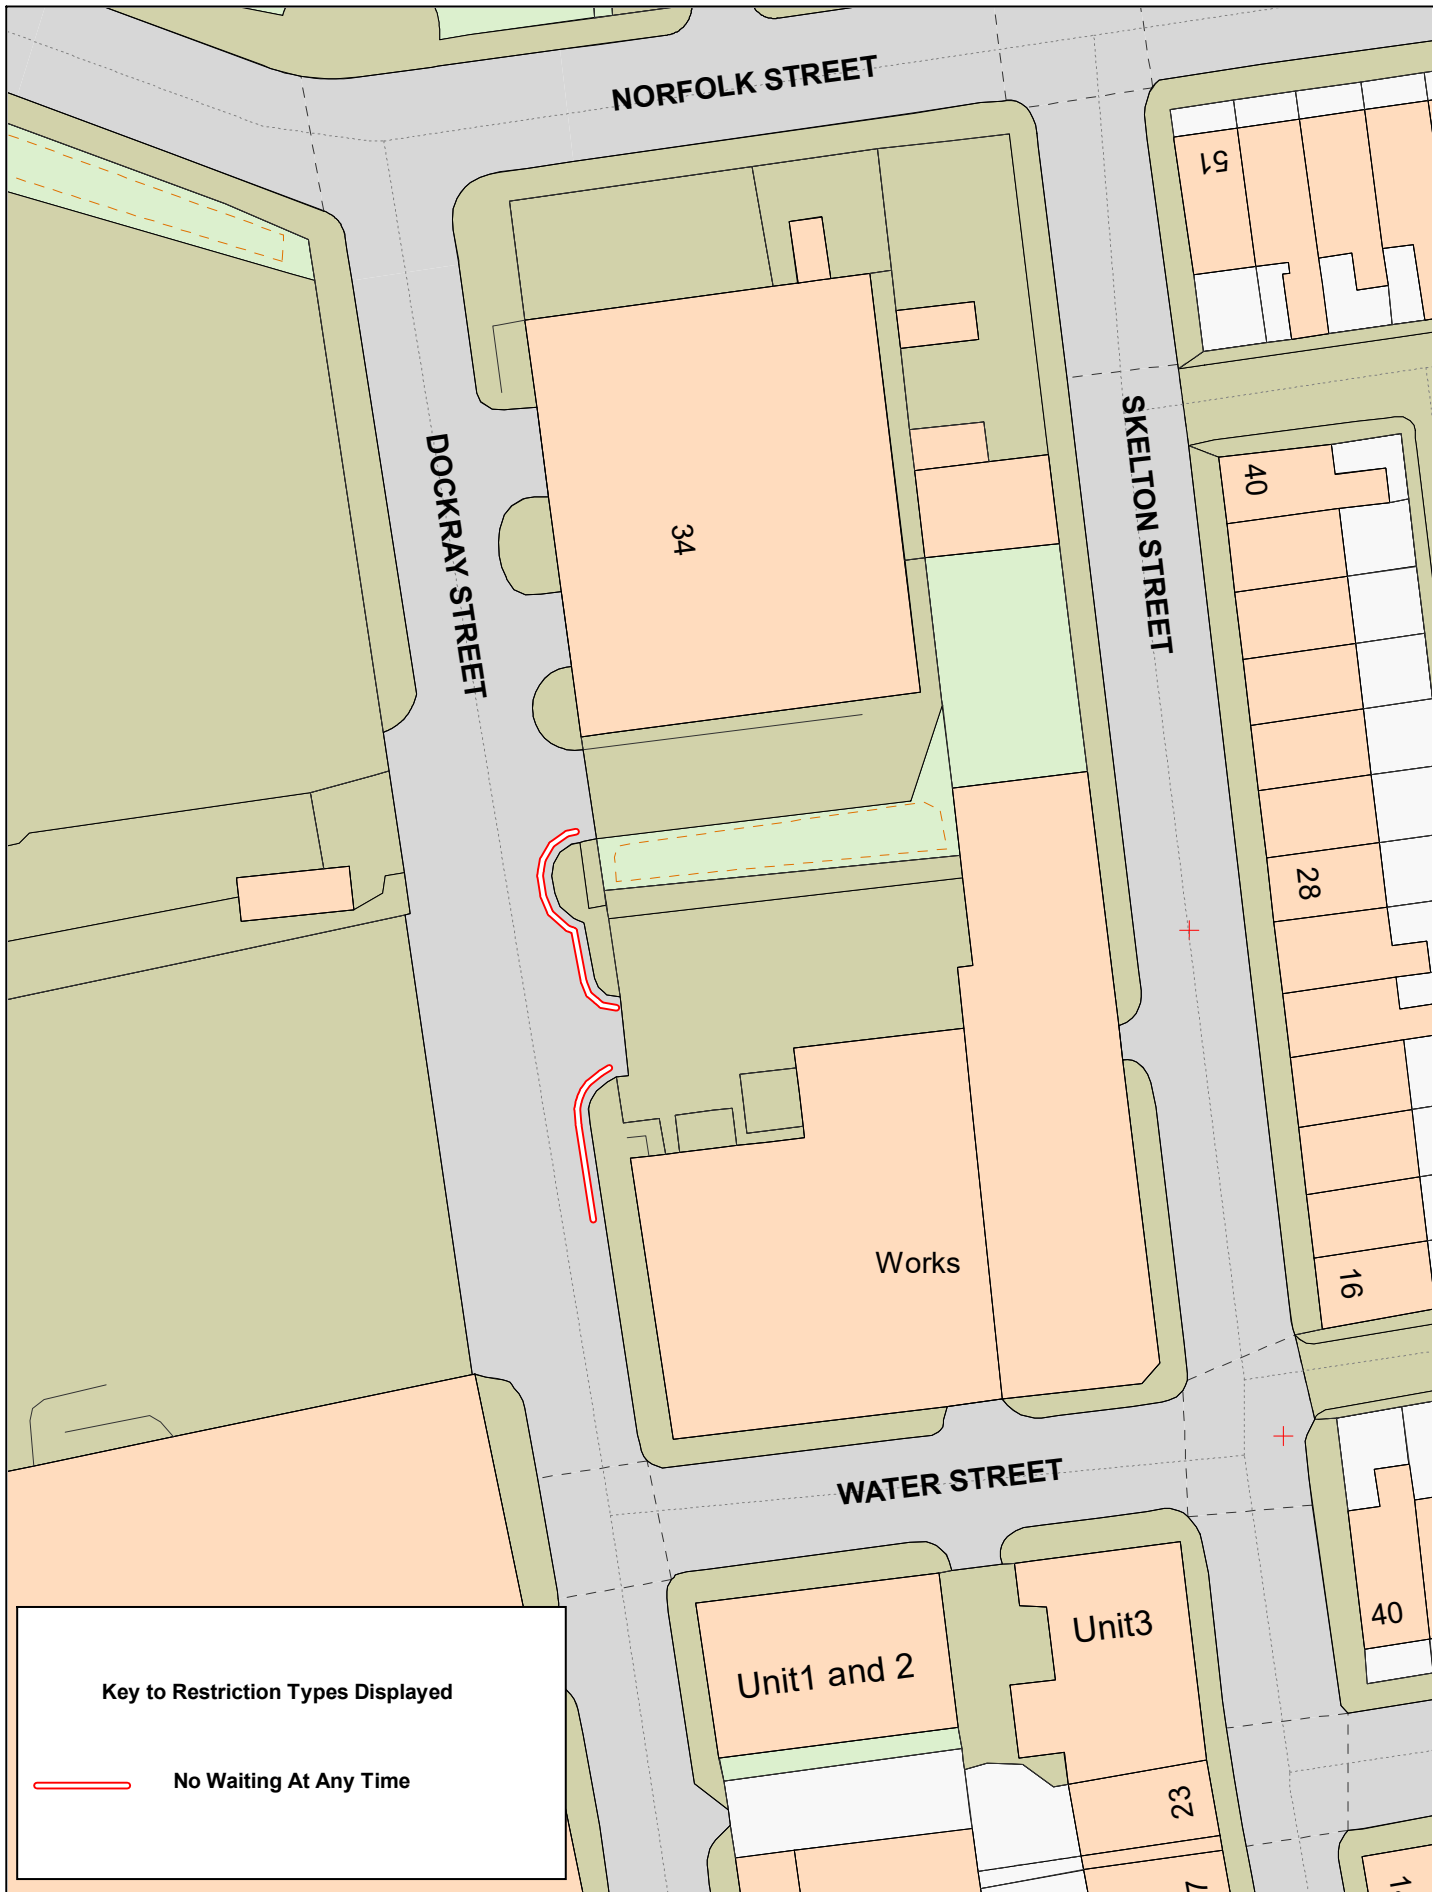 NORFOLK STREET
51
DOCKRAY STREET
SKELTON STREET
40
34
28
Works
16
WATER STREET
Unit3
40
Unit1 and 2
23
Key to Restriction Types Displayed
No Waiting At Any Time